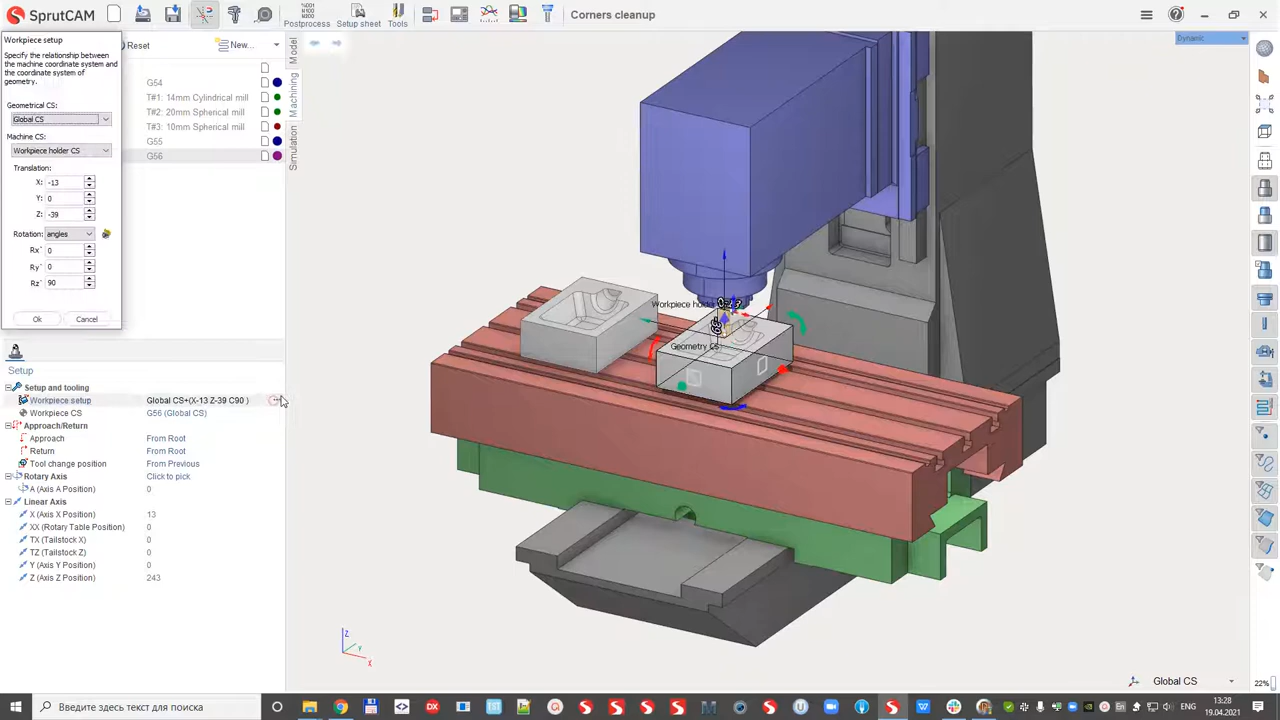 SprutCAM
Postprocess
Setup sheet
Tools
Corners cleanup
Workpiece setup
Specify the relationship between
the machine coordinate system and
the coordinate system of
geometry.
Geometrical CS:
Global CS
Machine CS:
Workpiece holder CS
Translation:
X: -13
Y: 0
Z: -39
Rotation: angles
Rx° 0
Ry° 0
Rz° 90
Ok
Cancel
Reset
New...
G54
T#1: 14mm Cylindrical mill
T#2: 20mm Spherical mill
T#3: 10mm Spherical mill
G55
G56
Model
Machining
Simulation
Dynamic
Workpiece hold
Geometry CS
Setup
Setup and tooling
Workpiece setup Global CS+(X-13 Z-39 C90 )
Workpiece CS G56 (Global CS)
Approach/Return
Approach From Root
Return From Root
Tool change position From Previous
Rotary Axis Click to pick
A (Axis A Position) 0
Linear Axis
X (Axis X Position) 13
XX (Rotary Table Position) 0
TX (Tailstock X) 0
TZ (Tailstock Z) 0
Y (Axis Y Position) 0
Z (Axis Z Position) 243
Z
Y
X
Global CS
22%
Введите здесь текст для поиска
DX
TST
ENG
13:28
19.04.2021